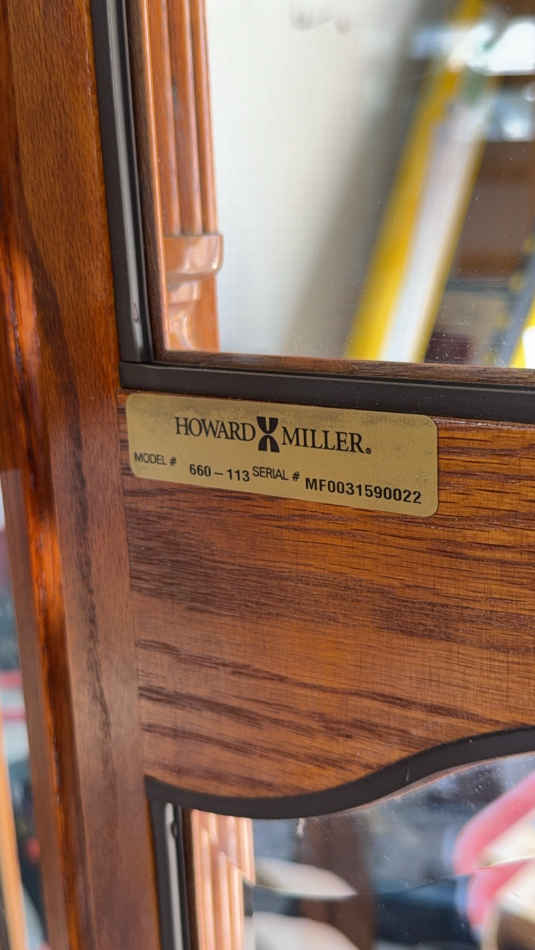 HOWARD MILLER®
MODEL # 660-113 SERIAL # MF0031590022